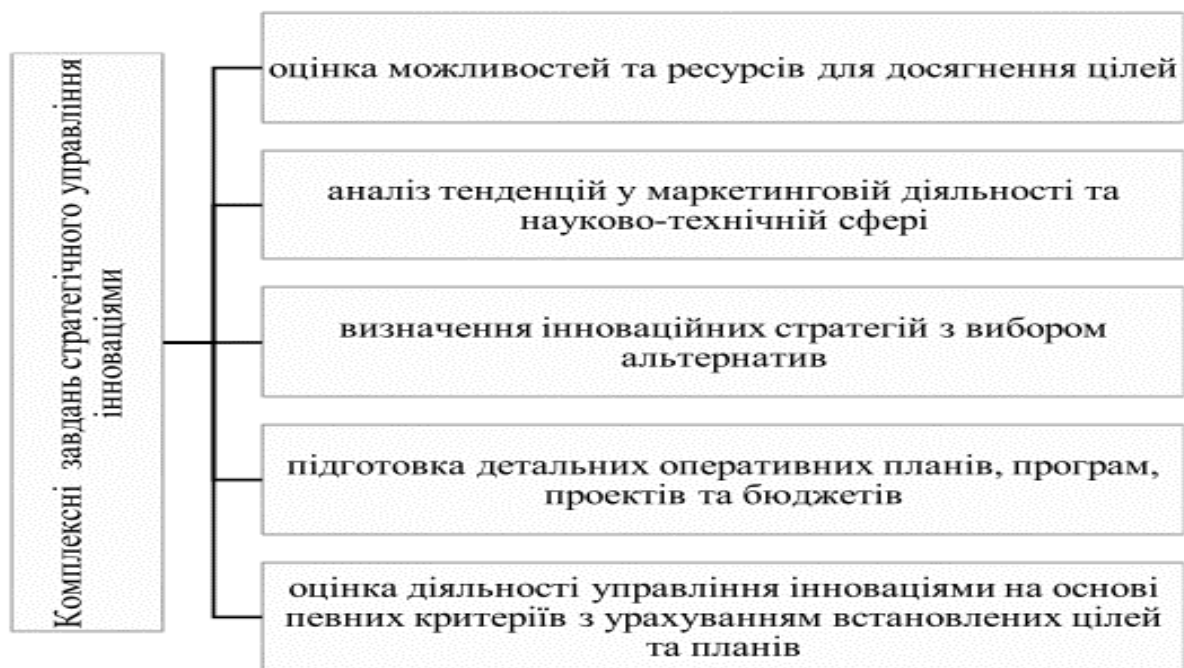 Комплексні завдань стратегічного управління
інноваціями
оцінка можливостей та ресурсів для досягнення цілей
аналіз тенденцій у маркетинговій діяльності та
науково-технічній сфері
визначення інноваційних стратегій з вибором
альтернатив
підготовка детальних оперативних планів, програм,
проектів та бюджетів
оцінка діяльності управління інноваціями на основі
певних критеріїв з урахуванням встановлених цілей
та планів